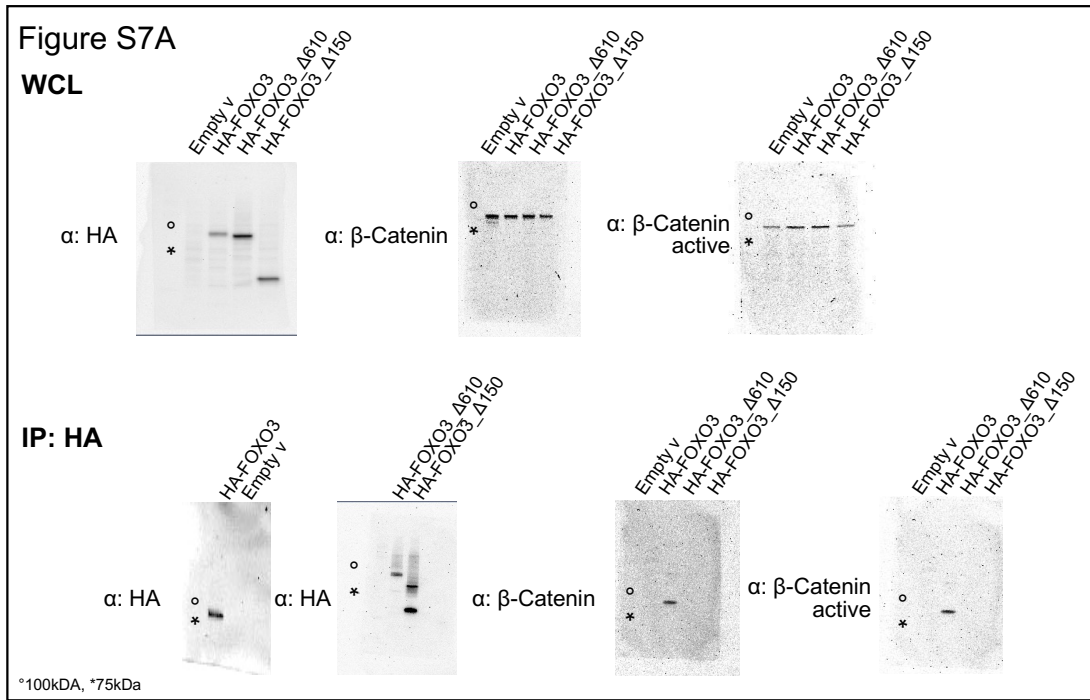 Figure S7A
WCL
Empty v
HA-FOXO3
HA-FOXO3_Δ610
HA-FOXO3_Δ150
α: HA
°
*
Empty v
HA-FOXO3
HA-FOXO3_Δ610
HA-FOXO3_Δ150
α: β-Catenin
°
*
Empty v
HA-FOXO3
HA-FOXO3_Δ610
HA-FOXO3_Δ150
α: β-Catenin
active
°
*
IP: HA
HA-FOXO3
Empty v
α: HA
°
*
HA-FOXO3_Δ610
HA-FOXO3_Δ150
α: HA
°
*
Empty v
HA-FOXO3
HA-FOXO3_Δ610
HA-FOXO3_Δ150
α: β-Catenin
°
*
Empty v
HA-FOXO3
HA-FOXO3_Δ610
HA-FOXO3_Δ150
α: β-Catenin
active
°
*
°100kDA, *75kDa